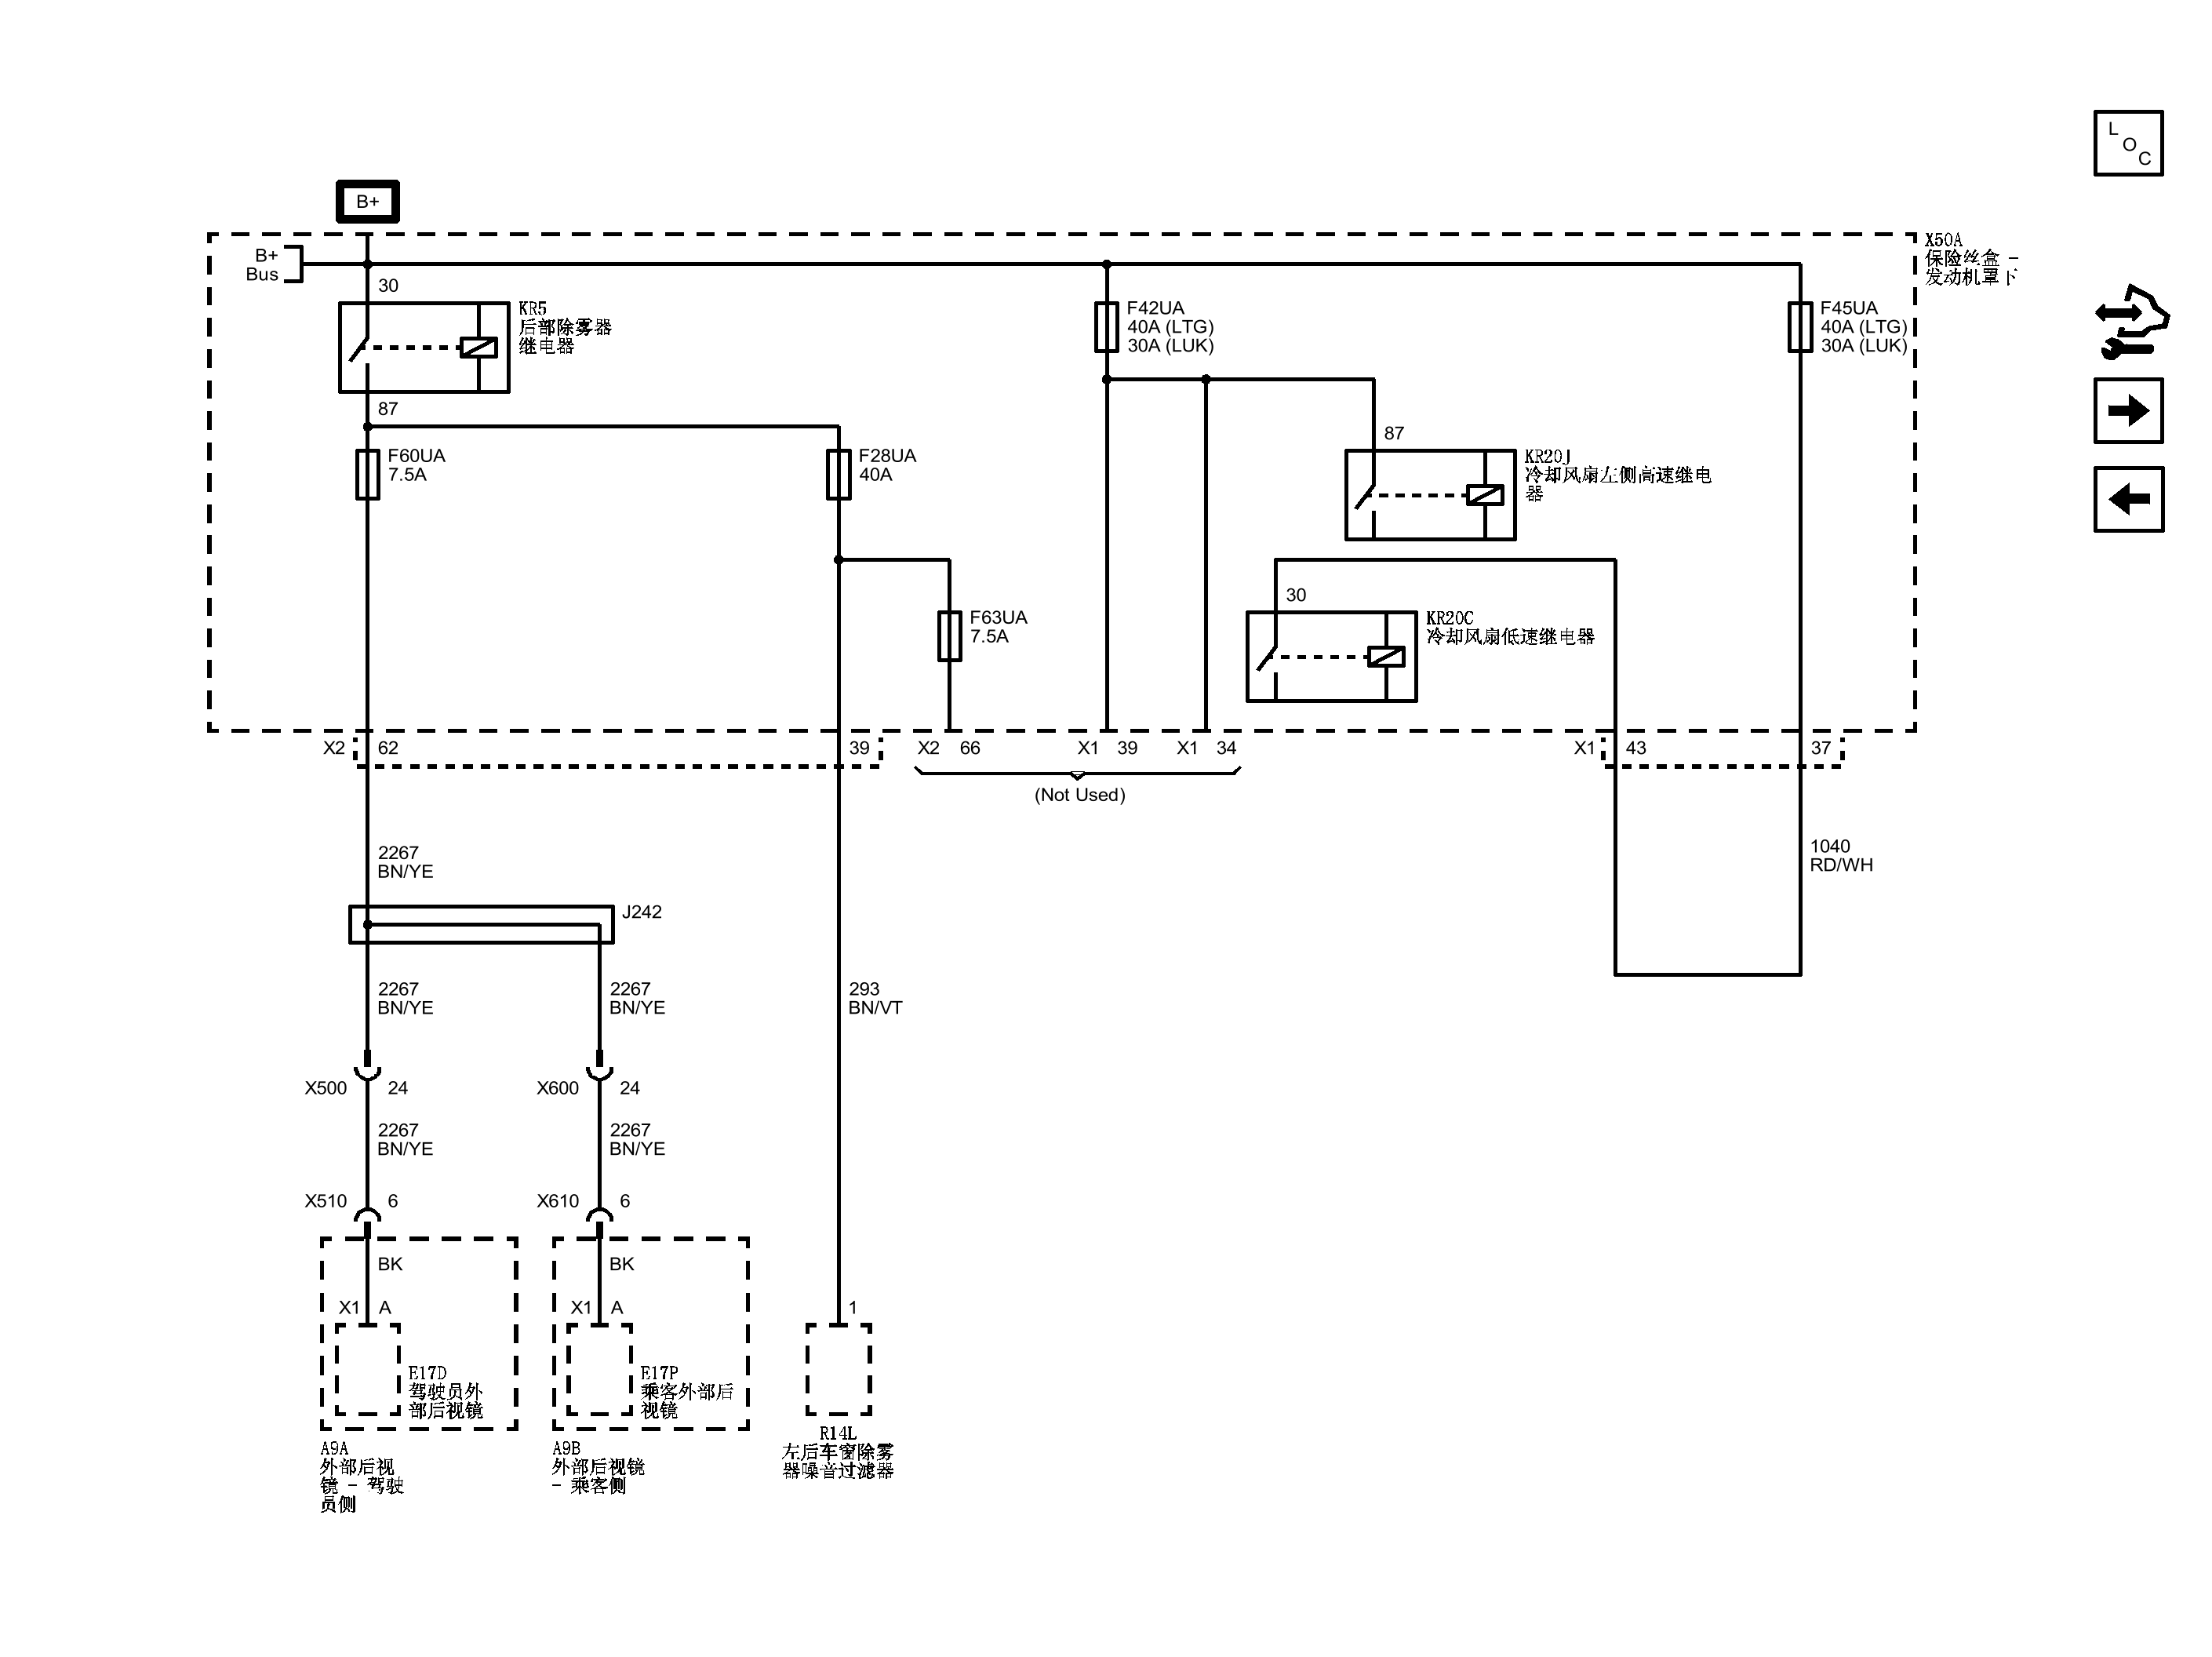 L
O
C
B+
B+
Bus
X50A
保险丝盒 -
发动机罩下
30
KR5
后部除雾器
继电器
F42UA
40A (LTG)
30A (LUK)
F45UA
40A (LTG)
30A (LUK)
87
87
F60UA
7.5A
F28UA
40A
KR20J
冷却风扇左侧高速继电
器
30
F63UA
7.5A
KR20C
冷却风扇低速继电器
X2 62
39
X2 66
X1 39
X1 34
X1 43
37
(Not Used)
2267
BN/YE
1040
RD/WH
J242
2267
BN/YE
2267
BN/YE
293
BN/VT
X500 24
X600 24
2267
BN/YE
2267
BN/YE
X510 6
X610 6
BK
BK
X1 A
X1 A
1
E17D
驾驶员外
部后视镜
E17P
乘客外部后
视镜
A9A
外部后视
镜 - 驾驶
员侧
A9B
外部后视镜
- 乘客侧
R14L
左后车窗除雾
器噪音过滤器